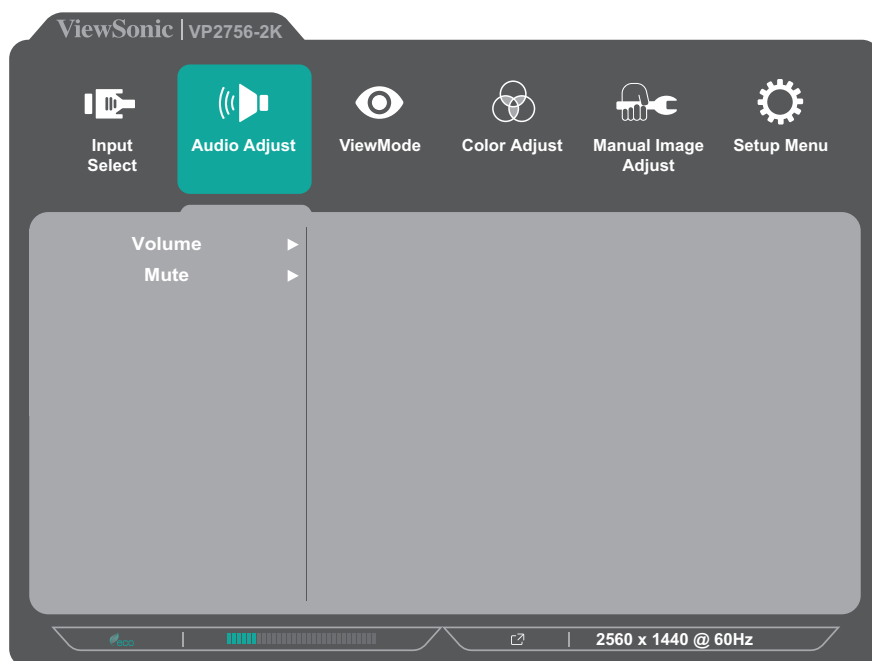 ViewSonic | VP2756-2K
Input
Select
Audio Adjust
ViewMode
Color Adjust
Manual Image
Adjust
Setup Menu
Volume
Mute
eco
2560 x 1440 @ 60Hz